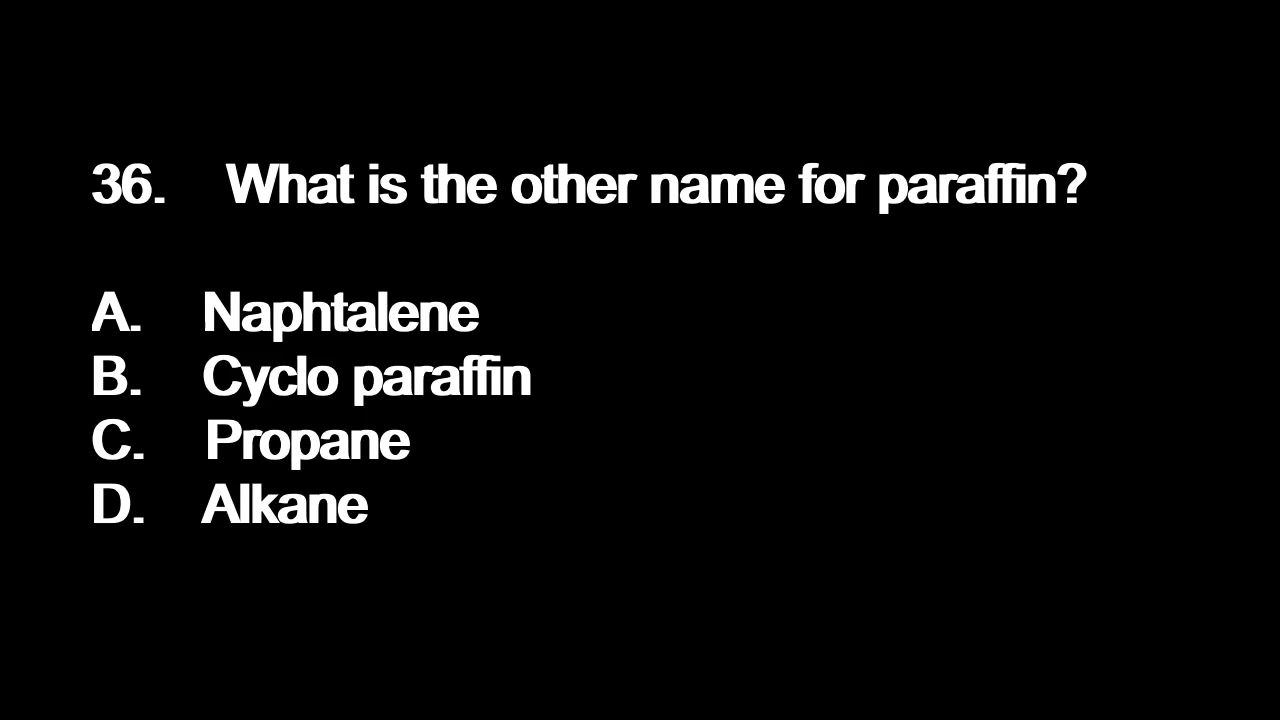 36. What is the other name for paraffin?
A. Naphtalene
B. Cyclo paraffin
C. Propane
D. Alkane